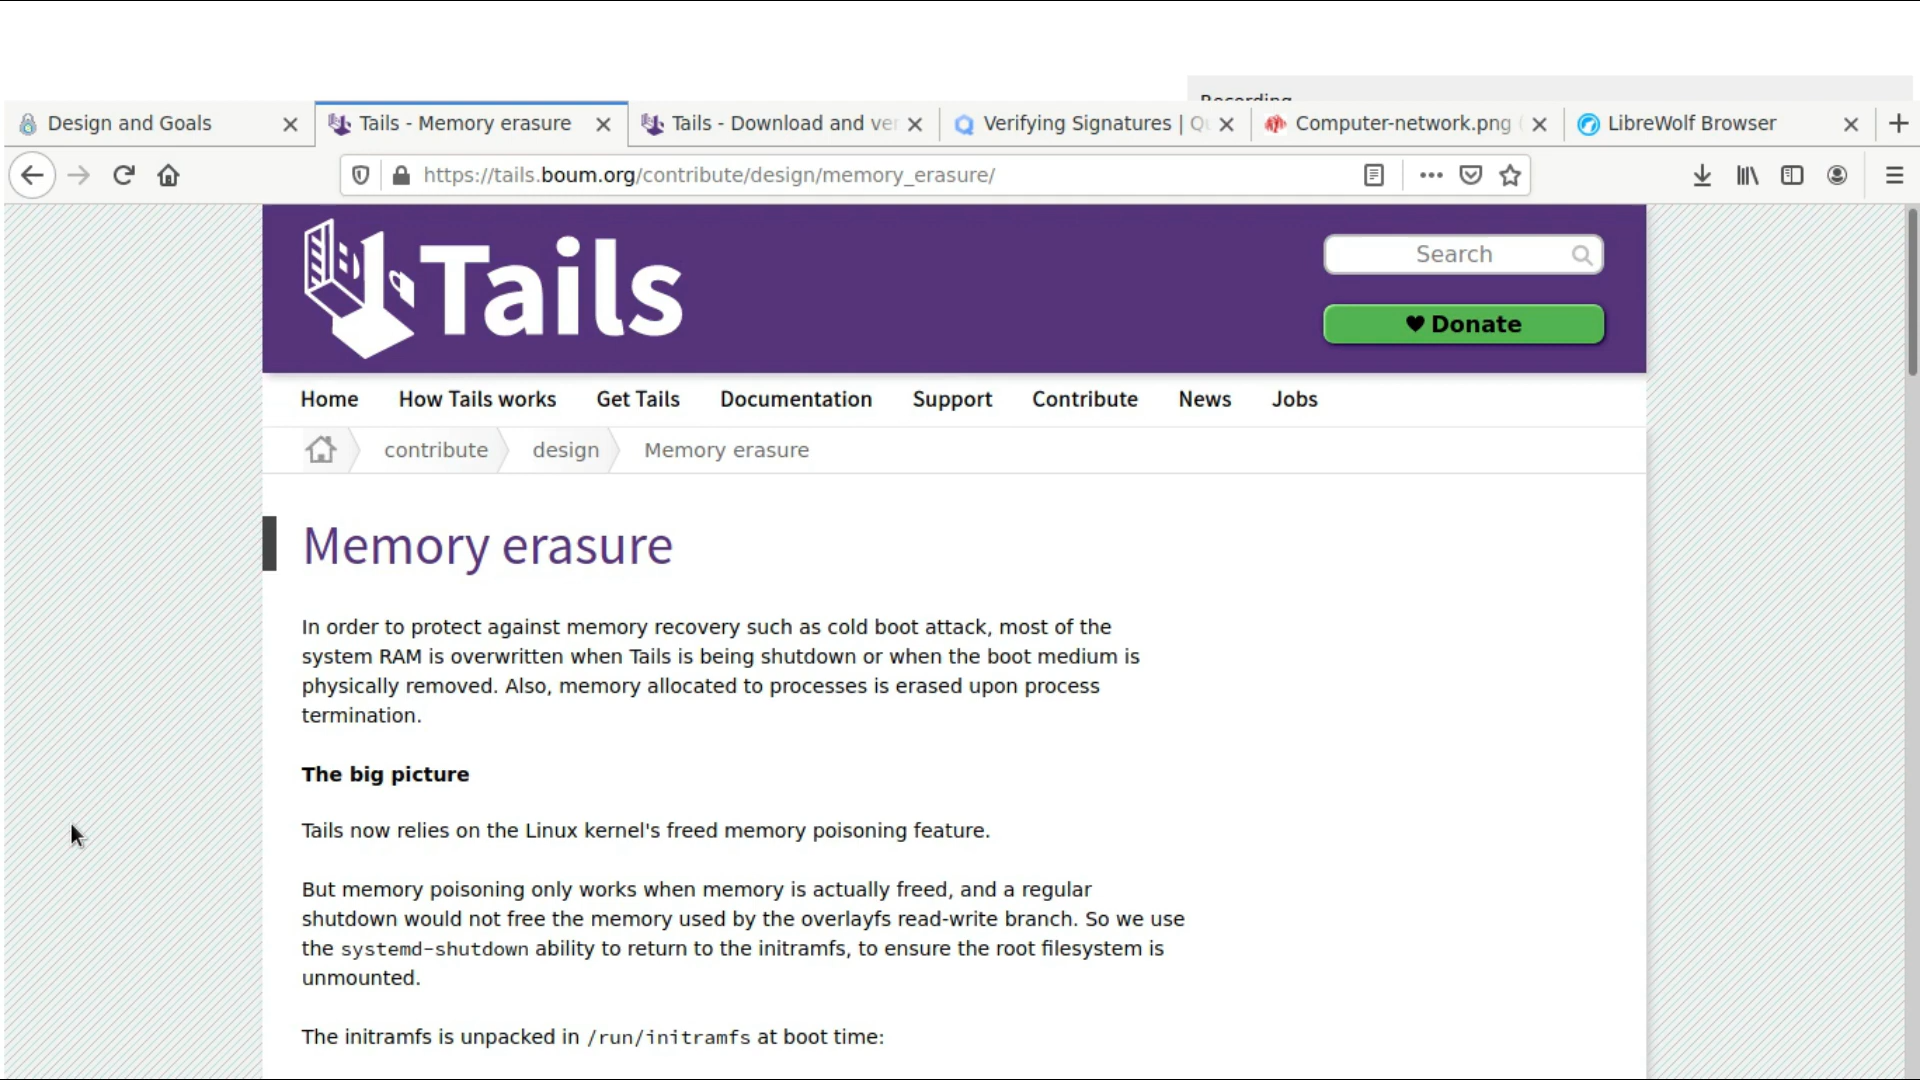 Recording
Design and Goals
Tails - Memory erasure
Tails - Download and ver
Verifying Signatures | Qu
Computer-network.png (
LibreWolf Browser
https://tails.boum.org/contribute/design/memory_erasure/
Tails
Search
Donate
Home How Tails works Get Tails Documentation Support Contribute News Jobs
contribute design Memory erasure
Memory erasure
In order to protect against memory recovery such as cold boot attack, most of the
system RAM is overwritten when Tails is being shutdown or when the boot medium is
physically removed. Also, memory allocated to processes is erased upon process
termination.
The big picture
Tails now relies on the Linux kernel's freed memory poisoning feature.
But memory poisoning only works when memory is actually freed, and a regular
shutdown would not free the memory used by the overlayfs read-write branch. So we use
the systemd-shutdown ability to return to the initramfs, to ensure the root filesystem is
unmounted.
The initramfs is unpacked in /run/initramfs at boot time: